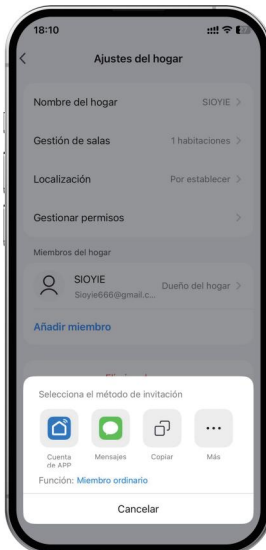 18:10
27
Ajustes del hogar
Nombre del hogar SIOYIE >
Gestión de salas 1 habitaciones >
Localización Por establecer >
Gestionar permisos >
Miembros del hogar
SIOYIE
Sioyie666@gmail.c... Dueño del hogar >
Añadir miembro
Selecciona el método de invitación
Cuenta de APP
Mensajes
Copiar
Más
Función: Miembro ordinario
Cancelar